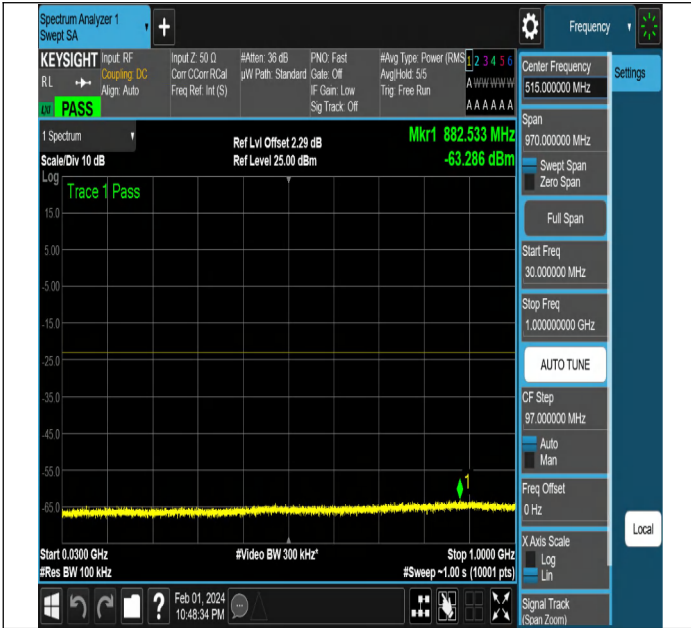 Spectrum Analyzer 1
Swept SA
+
Frequency
KEYSIGHT
RL
LXI PASS
Input: RF
Coupling: DC
Align: Auto
Input Z: 50 Ω
Corr CCorr RCal
Freq Ref: Int (S)
#Atten: 36 dB
µW Path: Standard
PNO: Fast
Gate: Off
IF Gain: Low
Sig Track: Off
#Avg Type: Power (RMS
Avg|Hold: 5/5
Trig: Free Run
1 2 3 4 5 6
A W W W W W
A A A A A A
Center Frequency
515.000000 MHz
Settings
Span
970.000000 MHz
Swept Span
Zero Span
Full Span
Start Freq
30.000000 MHz
Stop Freq
1.000000000 GHz
AUTO TUNE
CF Step
97.000000 MHz
Auto
Man
Freq Offset
0 Hz
X Axis Scale
Log
Lin
Signal Track
(Span Zoom)
Local
1 Spectrum
Scale/Div 10 dB
Ref Lvl Offset 2.29 dB
Ref Level 25.00 dBm
Mkr1 882.533 MHz
-63.286 dBm
Log
Trace 1 Pass
15.0
5.00
-5.00
-15.0
-25.0
-35.0
-45.0
-55.0
-65.0
1
Start 0.0300 GHz
#Res BW 100 kHz
#Video BW 300 kHz*
Stop 1.0000 GHz
#Sweep ~1.00 s (10001 pts)
?
Feb 01, 2024
10:48:34 PM